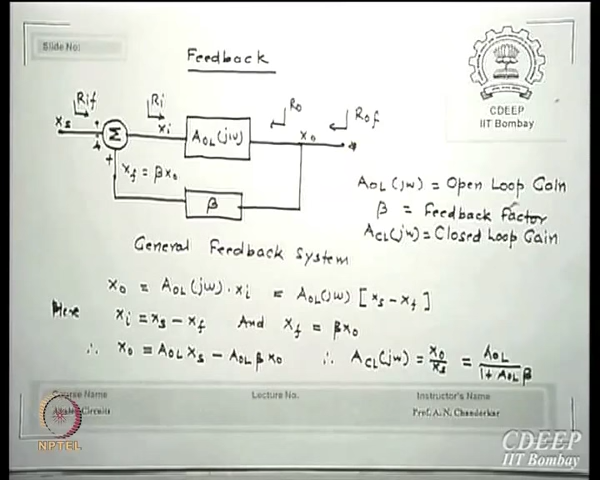 Slide No:
Feedback
CDEEP
IIT Bombay
Rif
Ri
Ro
Rof
xs
Σ
xi
AOL(jω)
xo
+
xf = βxo
β
AOL(jω) = Open Loop Gain
β = Feedback Factor
ACL(jω) = Closed Loop Gain
General Feedback System
xo = AOL(jω) · xi = AOL(jω) [xs - xf]
Here xi = xs - xf And xf = βxo
∴ xo = AOL xs - AOL β xo ∴ ACL(jω) = xo/xs = AOL/1+AOL β
Course Name
Lecture No.
Instructor's Name
Circuits
Prof. A. N. Chandorkar
NPTEL
CDEEP
IIT Bombay